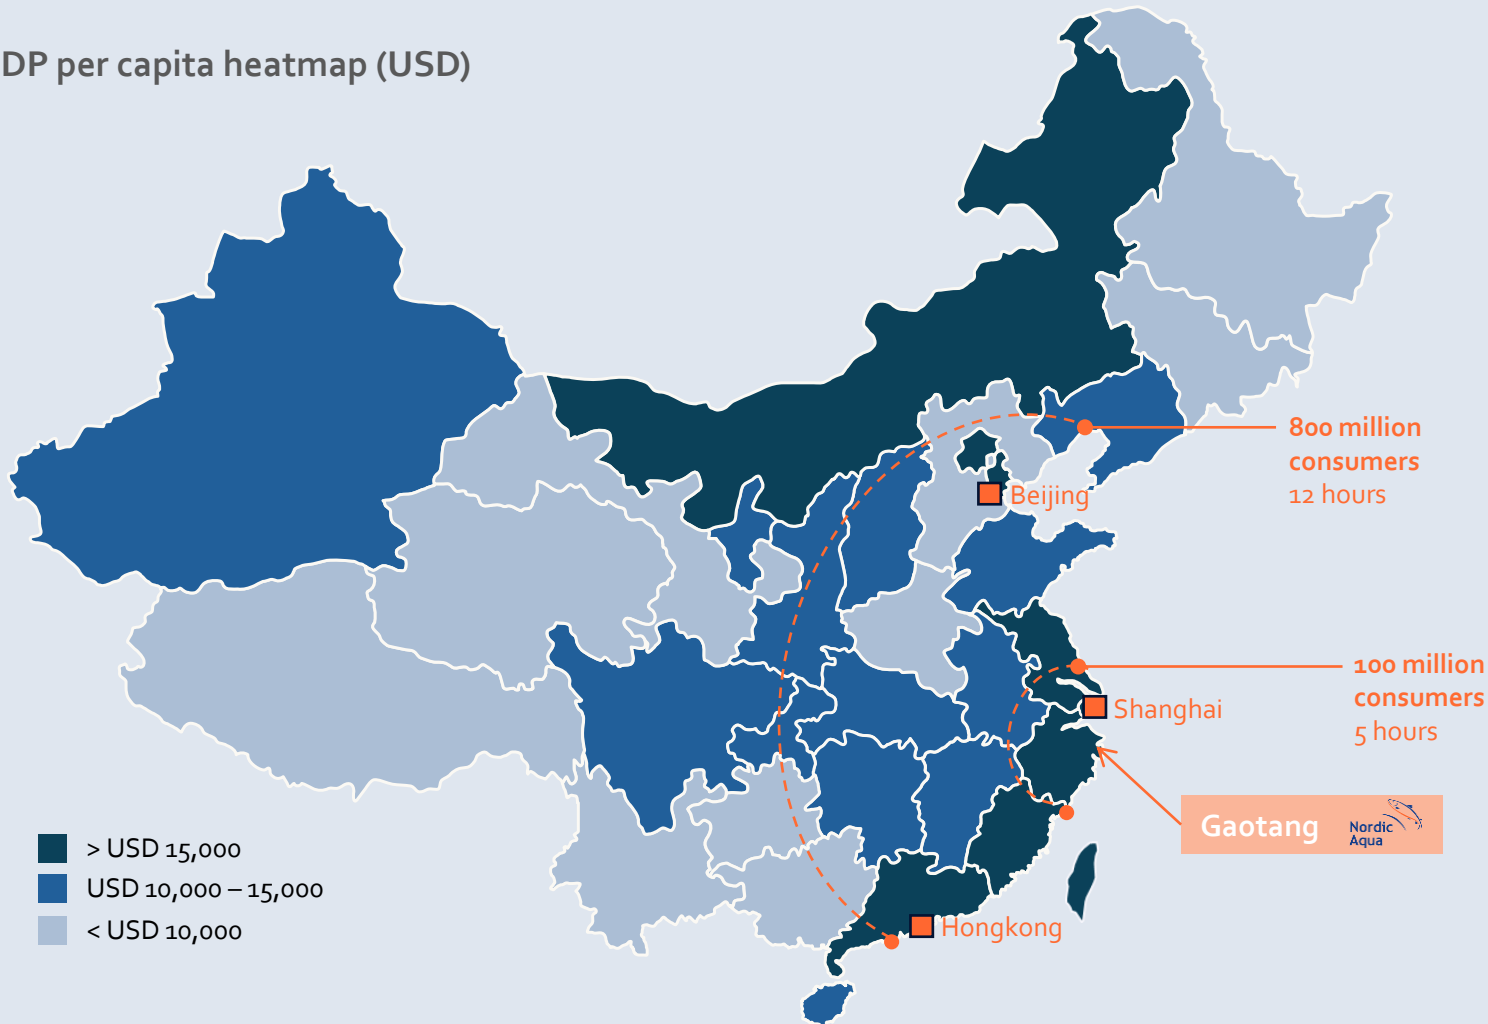 DP per capita heatmap (USD)
800 million
consumers
12 hours
Beijing
100 million
consumers
5 hours
Shanghai
Gaotang
Nordic
Aqua
> USD 15,000
USD 10,000 – 15,000
< USD 10,000
Hongkong